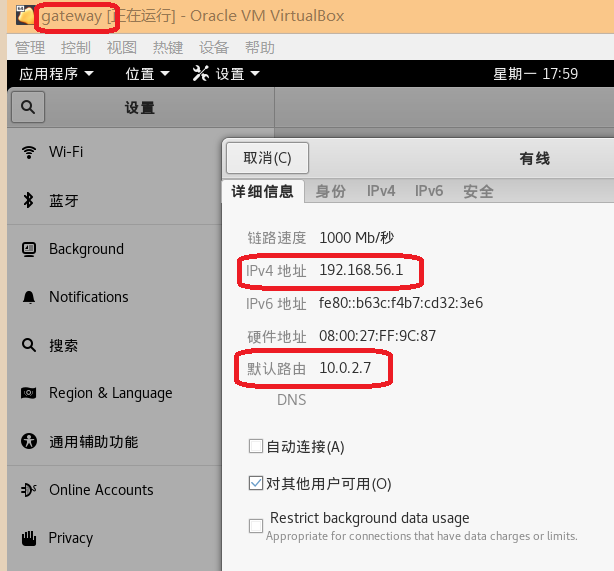 gateway [正在运行] - Oracle VM VirtualBox
管理 控制 视图 热键 设备 帮助
应用程序 位置 设置 星期一 17:59
设置
Wi-Fi
蓝牙
Background
Notifications
搜索
Region & Language
通用辅助功能
Online Accounts
Privacy
取消(C) 有线
详细信息 身份 IPv4 IPv6 安全
链路速度 1000 Mb/秒
IPv4 地址 192.168.56.1
IPv6 地址 fe80::b63c:f4b7:cd32:3e6
硬件地址 08:00:27:FF:9C:87
默认路由 10.0.2.7
DNS
自动连接(A)
对其他用户可用(O)
Restrict background data usage
Appropriate for connections that have data charges or limits.